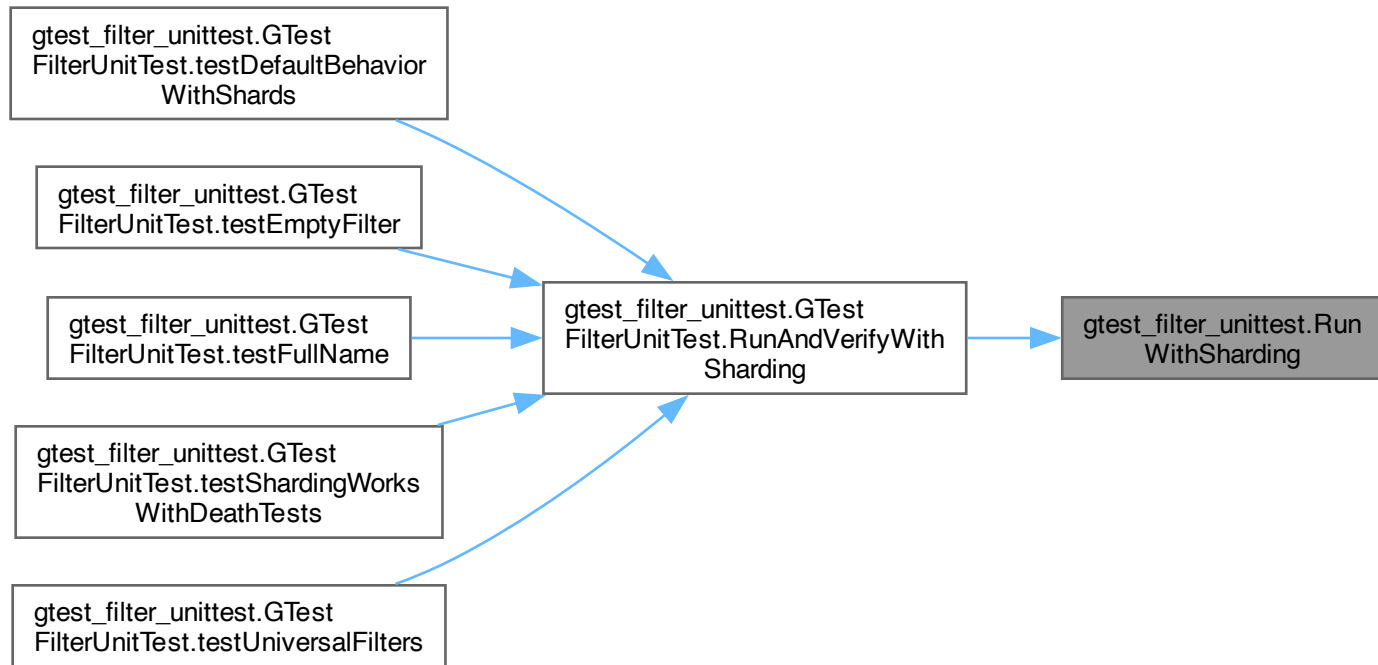 gtest_filter_unittest.GTest
FilterUnitTest.testDefaultBehavior
WithShards
gtest_filter_unittest.GTest
FilterUnitTest.testEmptyFilter
gtest_filter_unittest.GTest
FilterUnitTest.testFullName
gtest_filter_unittest.GTest
FilterUnitTest.testShardingWorks
WithDeathTests
gtest_filter_unittest.GTest
FilterUnitTest.testUniversalFilters
gtest_filter_unittest.GTest
FilterUnitTest.RunAndVerifyWith
Sharding
gtest_filter_unittest.Run
WithSharding